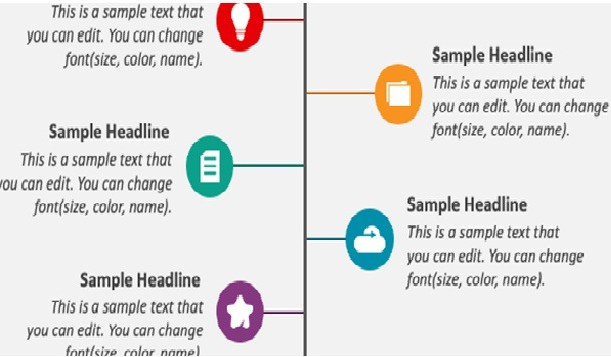 This is a sample text that
you can edit. You can change
font(size, color, name).
Sample Headline
This is a sample text that
you can edit. You can change
font(size, color, name).
Sample Headline
This is a sample text that
you can edit. You can change
font(size, color, name).
Sample Headline
This is a sample text that
you can edit. You can change
font(size, color, name).
Sample Headline
This is a sample text that
you can edit. You can change
font(size, color, name).